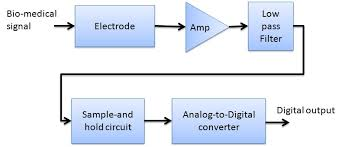 Bio-medical
signal
Electrode
Amp
Low
pass
Filter
Sample-and
hold circuit
Analog-to-Digital
converter
Digital output